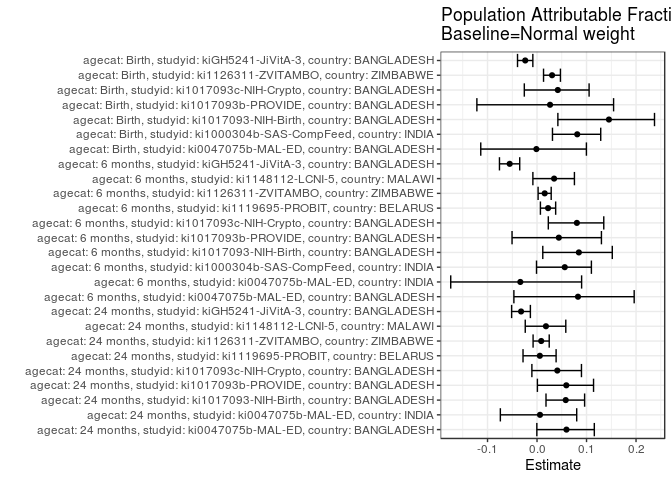 Population Attributable Fracti
Baseline=Normal weight
agecat: Birth, studyid: kiGH5241-JiVitA-3, country: BANGLADESH
agecat: Birth, studyid: ki1126311-ZVITAMBO, country: ZIMBABWE
agecat: Birth, studyid: ki1017093c-NIH-Crypto, country: BANGLADESH
agecat: Birth, studyid: ki1017093b-PROVIDE, country: BANGLADESH
agecat: Birth, studyid: ki1017093-NIH-Birth, country: BANGLADESH
agecat: Birth, studyid: ki1000304b-SAS-CompFeed, country: INDIA
agecat: Birth, studyid: ki0047075b-MAL-ED, country: BANGLADESH
agecat: 6 months, studyid: kiGH5241-JiVitA-3, country: BANGLADESH
agecat: 6 months, studyid: ki1148112-LCNI-5, country: MALAWI
agecat: 6 months, studyid: ki1126311-ZVITAMBO, country: ZIMBABWE
agecat: 6 months, studyid: ki1119695-PROBIT, country: BELARUS
agecat: 6 months, studyid: ki1017093c-NIH-Crypto, country: BANGLADESH
agecat: 6 months, studyid: ki1017093b-PROVIDE, country: BANGLADESH
agecat: 6 months, studyid: ki1017093-NIH-Birth, country: BANGLADESH
agecat: 6 months, studyid: ki1000304b-SAS-CompFeed, country: INDIA
agecat: 6 months, studyid: ki0047075b-MAL-ED, country: INDIA
agecat: 6 months, studyid: ki0047075b-MAL-ED, country: BANGLADESH
agecat: 24 months, studyid: kiGH5241-JiVitA-3, country: BANGLADESH
agecat: 24 months, studyid: ki1148112-LCNI-5, country: MALAWI
agecat: 24 months, studyid: ki1126311-ZVITAMBO, country: ZIMBABWE
agecat: 24 months, studyid: ki1119695-PROBIT, country: BELARUS
agecat: 24 months, studyid: ki1017093c-NIH-Crypto, country: BANGLADESH
agecat: 24 months, studyid: ki1017093b-PROVIDE, country: BANGLADESH
agecat: 24 months, studyid: ki1017093-NIH-Birth, country: BANGLADESH
agecat: 24 months, studyid: ki0047075b-MAL-ED, country: INDIA
agecat: 24 months, studyid: ki0047075b-MAL-ED, country: BANGLADESH
-0.1 0.0 0.1 0.2
Estimate